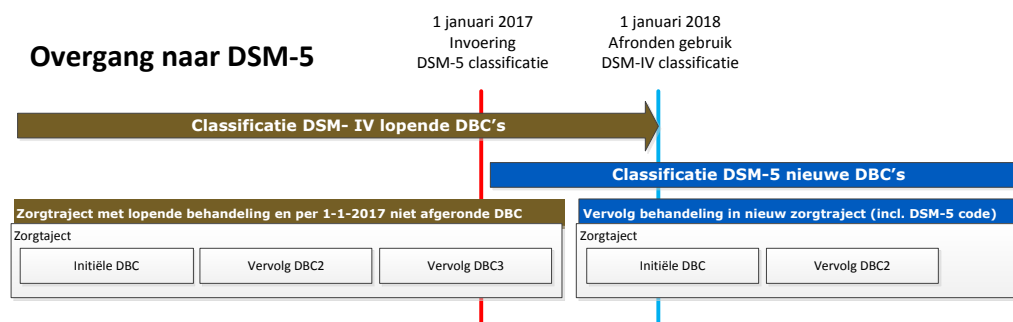 1 januari 2017
Invoering
DSM-5 classificatie
1 januari 2018
Afronden gebruik
DSM-IV classificatie
Overgang naar DSM-5
Classificatie DSM- IV lopende DBC’s
Classificatie DSM-5 nieuwe DBC’s
Zorgtraject met lopende behandeling en per 1-1-2017 niet afgeronde DBC
Zorgtaject
Initiële DBC
Vervolg DBC2
Vervolg DBC3
Vervolg behandeling in nieuw zorgtraject (incl. DSM-5 code)
Zorgtaject
Initiële DBC
Vervolg DBC2